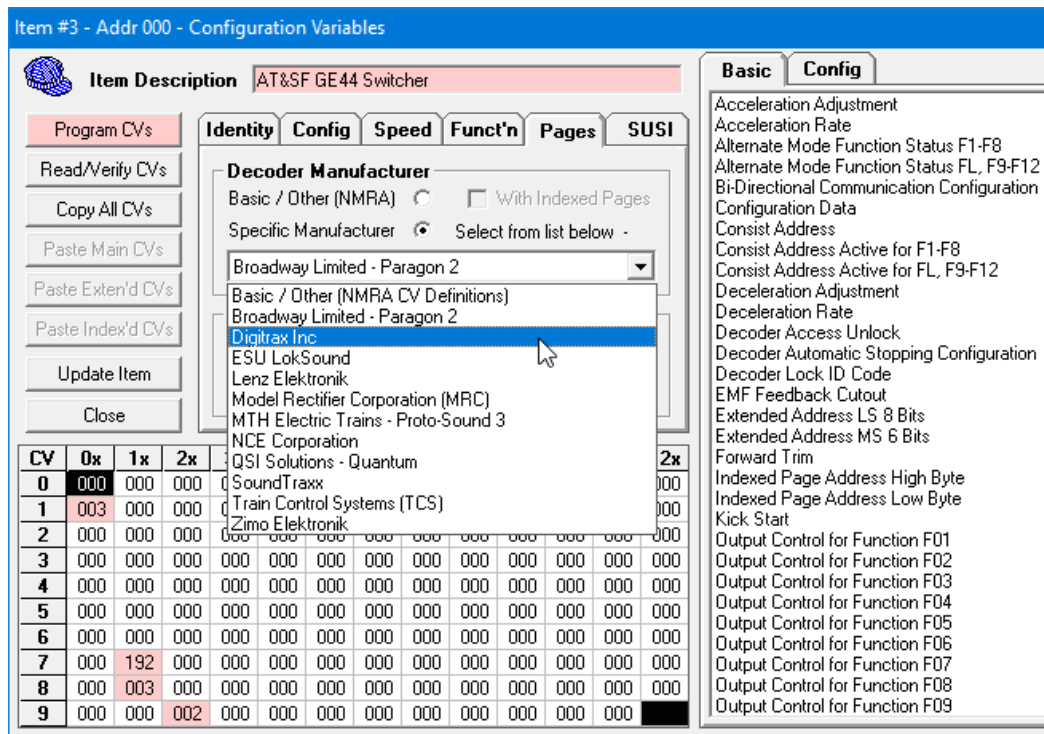 Item #3 - Addr 000 - Configuration Variables
Item Description AT&SF GE44 Switcher
Program CVs
Read/Verify CVs
Copy All CVs
Paste Main CVs
Paste Exten'd CVs
Paste Index'd CVs
Update Item
Close
Identity Config Speed Funct'n Pages SUSI
Decoder Manufacturer
Basic / Other (NMRA) With Indexed Pages
Specific Manufacturer Select from list below -
Broadway Limited - Paragon 2
Basic / Other (NMRA CV Definitions)
Broadway Limited - Paragon 2
Digitrax Inc
ESU LokSound
Lenz Elektronik
Model Rectifier Corporation (MRC)
MTH Electric Trains - Proto-Sound 3
NCE Corporation
QSI Solutions - Quantum
SoundTraxx
Train Control Systems (TCS)
Zimo Elektronik
CV 0x 1x 2x 2x
0 000 000 000 000
1 003 000 000 000
2 000 000 000 000 000 000 000 000 000 000 000
3 000 000 000 000 000 000 000 000 000 000 000
4 000 000 000 000 000 000 000 000 000 000 000
5 000 000 000 000 000 000 000 000 000 000 000
6 000 000 000 000 000 000 000 000 000 000 000
7 000 192 000 000 000 000 000 000 000 000 000
8 000 003 000 000 000 000 000 000 000 000 000
9 000 000 002 000 000 000 000 000 000 000
Basic Config
Acceleration Adjustment
Acceleration Rate
Alternate Mode Function Status F1-F8
Alternate Mode Function Status FL, F9-F12
Bi-Directional Communication Configuration
Configuration Data
Consist Address
Consist Address Active for F1-F8
Consist Address Active for FL, F9-F12
Deceleration Adjustment
Deceleration Rate
Decoder Access Unlock
Decoder Automatic Stopping Configuration
Decoder Lock ID Code
EMF Feedback Cutout
Extended Address LS 8 Bits
Extended Address MS 6 Bits
Forward Trim
Indexed Page Address High Byte
Indexed Page Address Low Byte
Kick Start
Output Control for Function F01
Output Control for Function F02
Output Control for Function F03
Output Control for Function F04
Output Control for Function F05
Output Control for Function F06
Output Control for Function F07
Output Control for Function F08
Output Control for Function F09